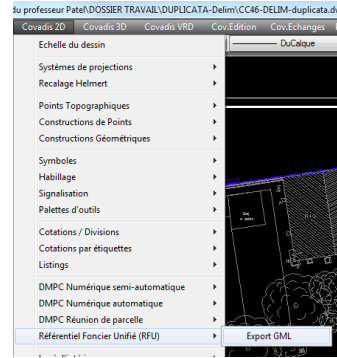 du professeur Patel\DOSSIER TRAVAIL\DUPLICATA-Delim\CC46-DELIM-duplicata.dv
Covadis 2D Covadis 3D Covadis VRD Cov.Edition Cov.Echanges
Echelle du dessin
DuCalque
Systèmes de projections
Recalage Helmert
Points Topographiques
Constructions de Points
Constructions Géométriques
Symboles
Habillage
Signalisation
Palettes d'outils
Cotations / Divisions
Cotations par étiquettes
Listings
DMPC Numérique semi-automatique
DMPC Numérique automatique
DMPC Réunion de parcelle
Référentiel Foncier Unifié (RFU)
Export GML